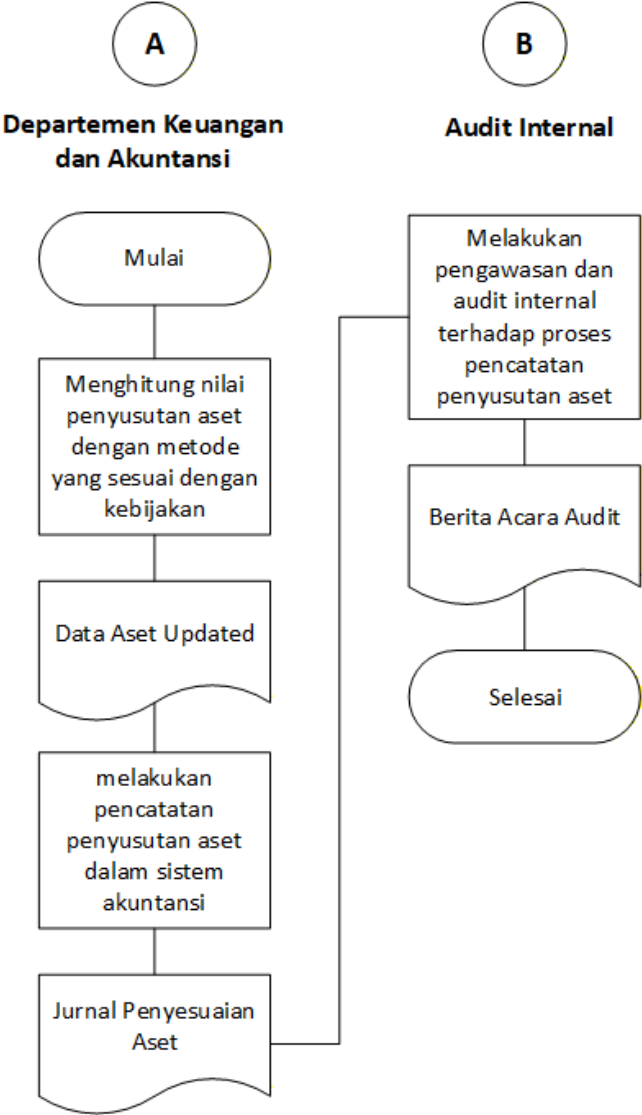 A
Departemen Keuangan
dan Akuntansi
Mulai
Menghitung nilai
penyusutan aset
dengan metode
yang sesuai dengan
kebijakan
Data Aset Updated
melakukan
pencatatan
penyusutan aset
dalam sistem
akuntansi
Jurnal Penyesuaian
Aset
B
Audit Internal
Melakukan
pengawasan dan
audit internal
terhadap proses
pencatatan
penyusutan aset
Berita Acara Audit
Selesai